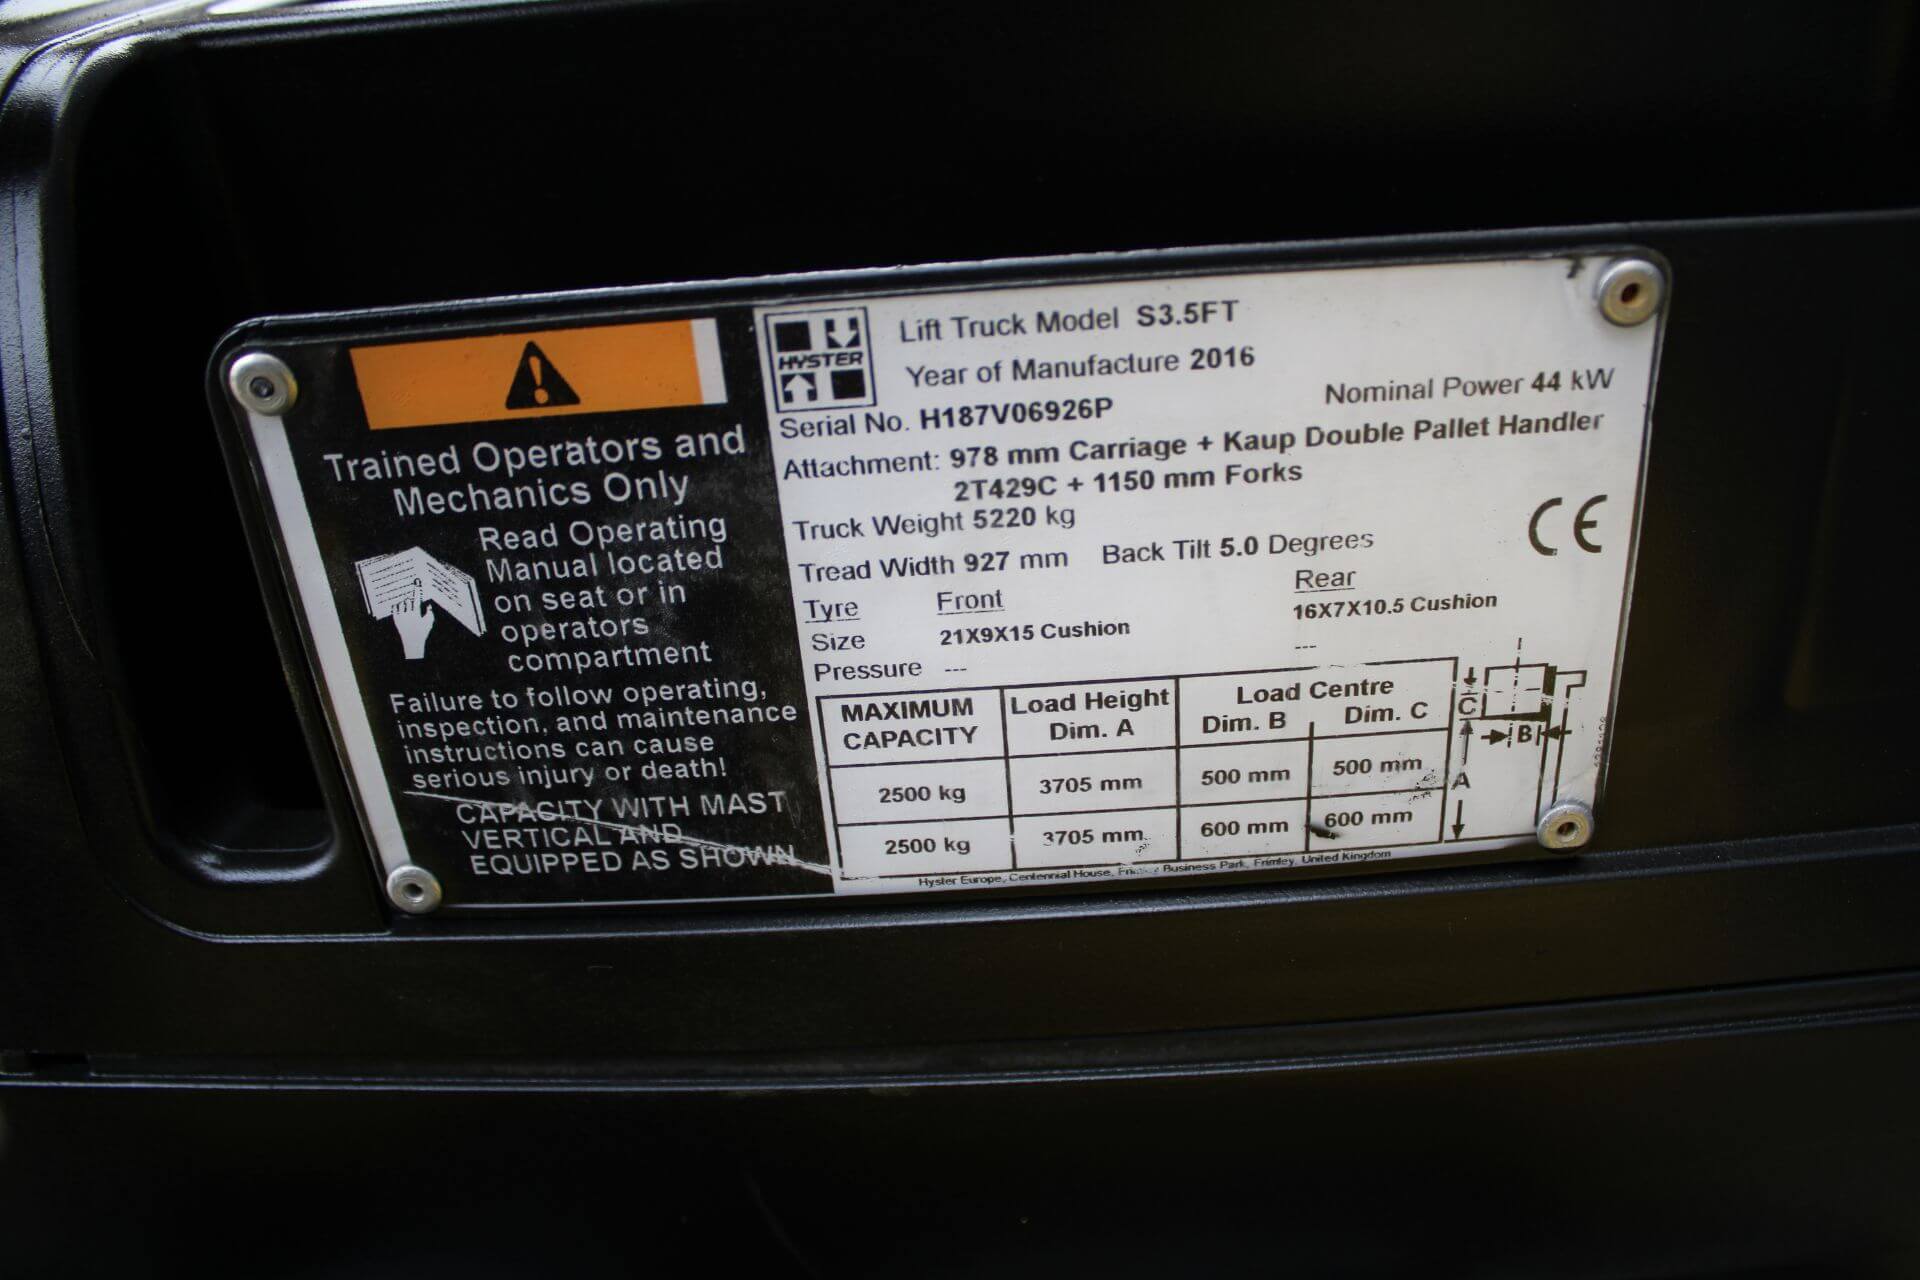 Trained Operators and
Mechanics Only
Read Operating
Manual located
on seat or in
operators
compartment
Failure to follow operating,
inspection, and maintenance
instructions can cause
serious injury or death!
CAPACITY WITH MAST
VERTICAL AND
EQUIPPED AS SHOWN
HYSTER
Lift Truck Model S3.5FT
Year of Manufacture 2016
Nominal Power 44 kW
Serial No. H187V06926P
Attachment: 978 mm Carriage + Kaup Double Pallet Handler
2T429C + 1150 mm Forks
Truck Weight 5220 kg
CE
Tread Width 927 mm Back Tilt 5.0 Degrees
Tyre Front Rear
Size 21X9X15 Cushion 16X7X10.5 Cushion
Pressure --- ---
MAXIMUM CAPACITY Load Height Dim. A Load Centre Dim. B Dim. C
2500 kg 3705 mm 500 mm 500 mm
2500 kg 3705 mm 600 mm 600 mm
C
B
A
Hyster Europe, Centennial House, Business Park, Frimley, United Kingdom